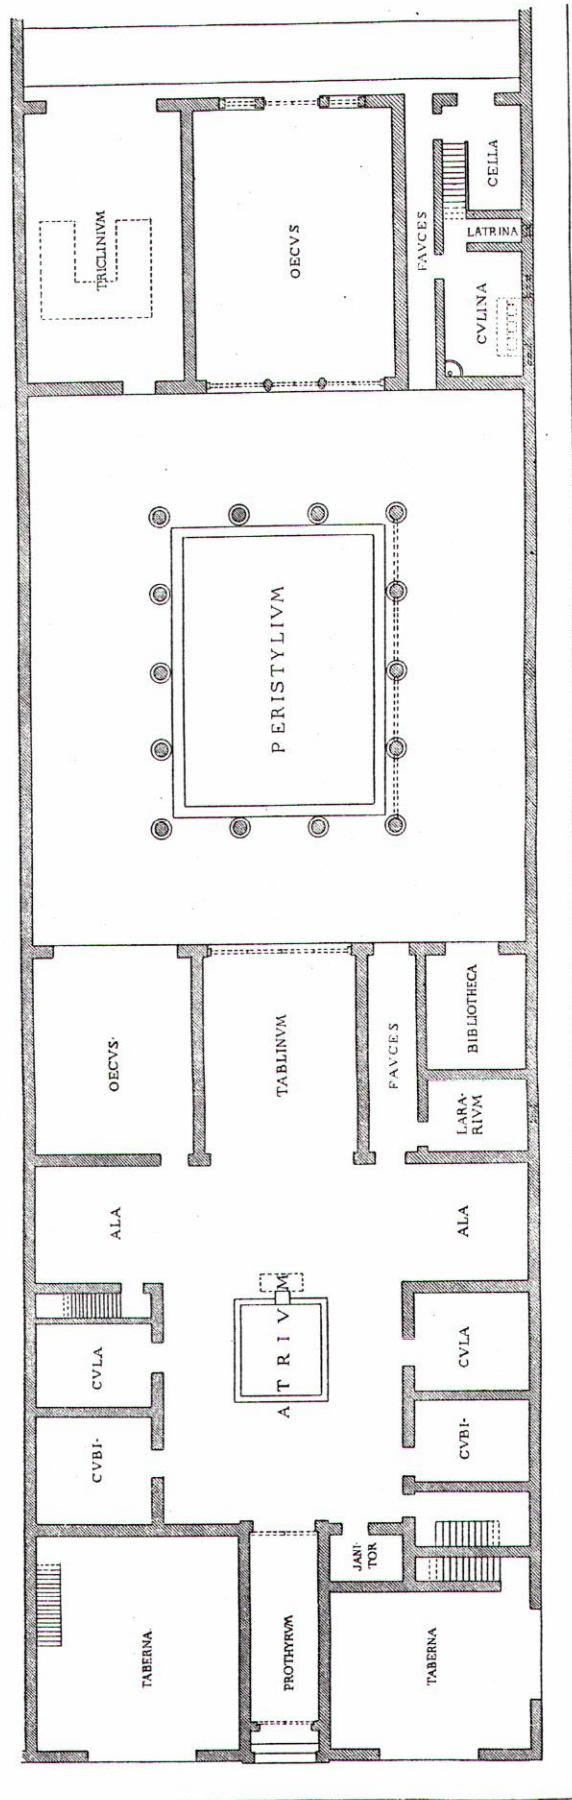 CELLA
LATRINA
CVLINA
FAVCES
OECVS
TRICLINIVM
PERISTYLIVM
OECVS·
TABLINVM
FAVCES
BIBLIOTHECA
LARA-
RIVM
ALA
ALA
ATRIVM
CVLA
CVLA
CVBI-
CVBI-
JANI-
TOR
TABERNA.
PROTHYRVM
TABERNA